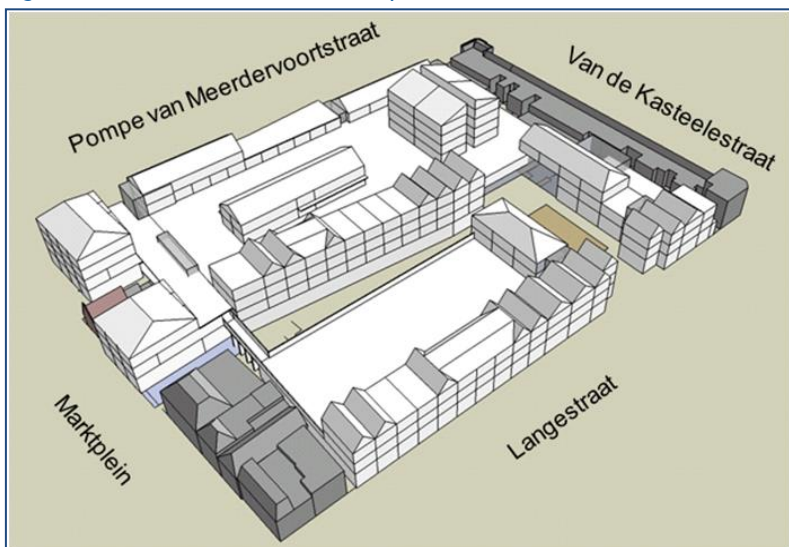 Pompe van Meerdervoortstraat
Van de Kasteelestraat
Marktplein
Langestraat